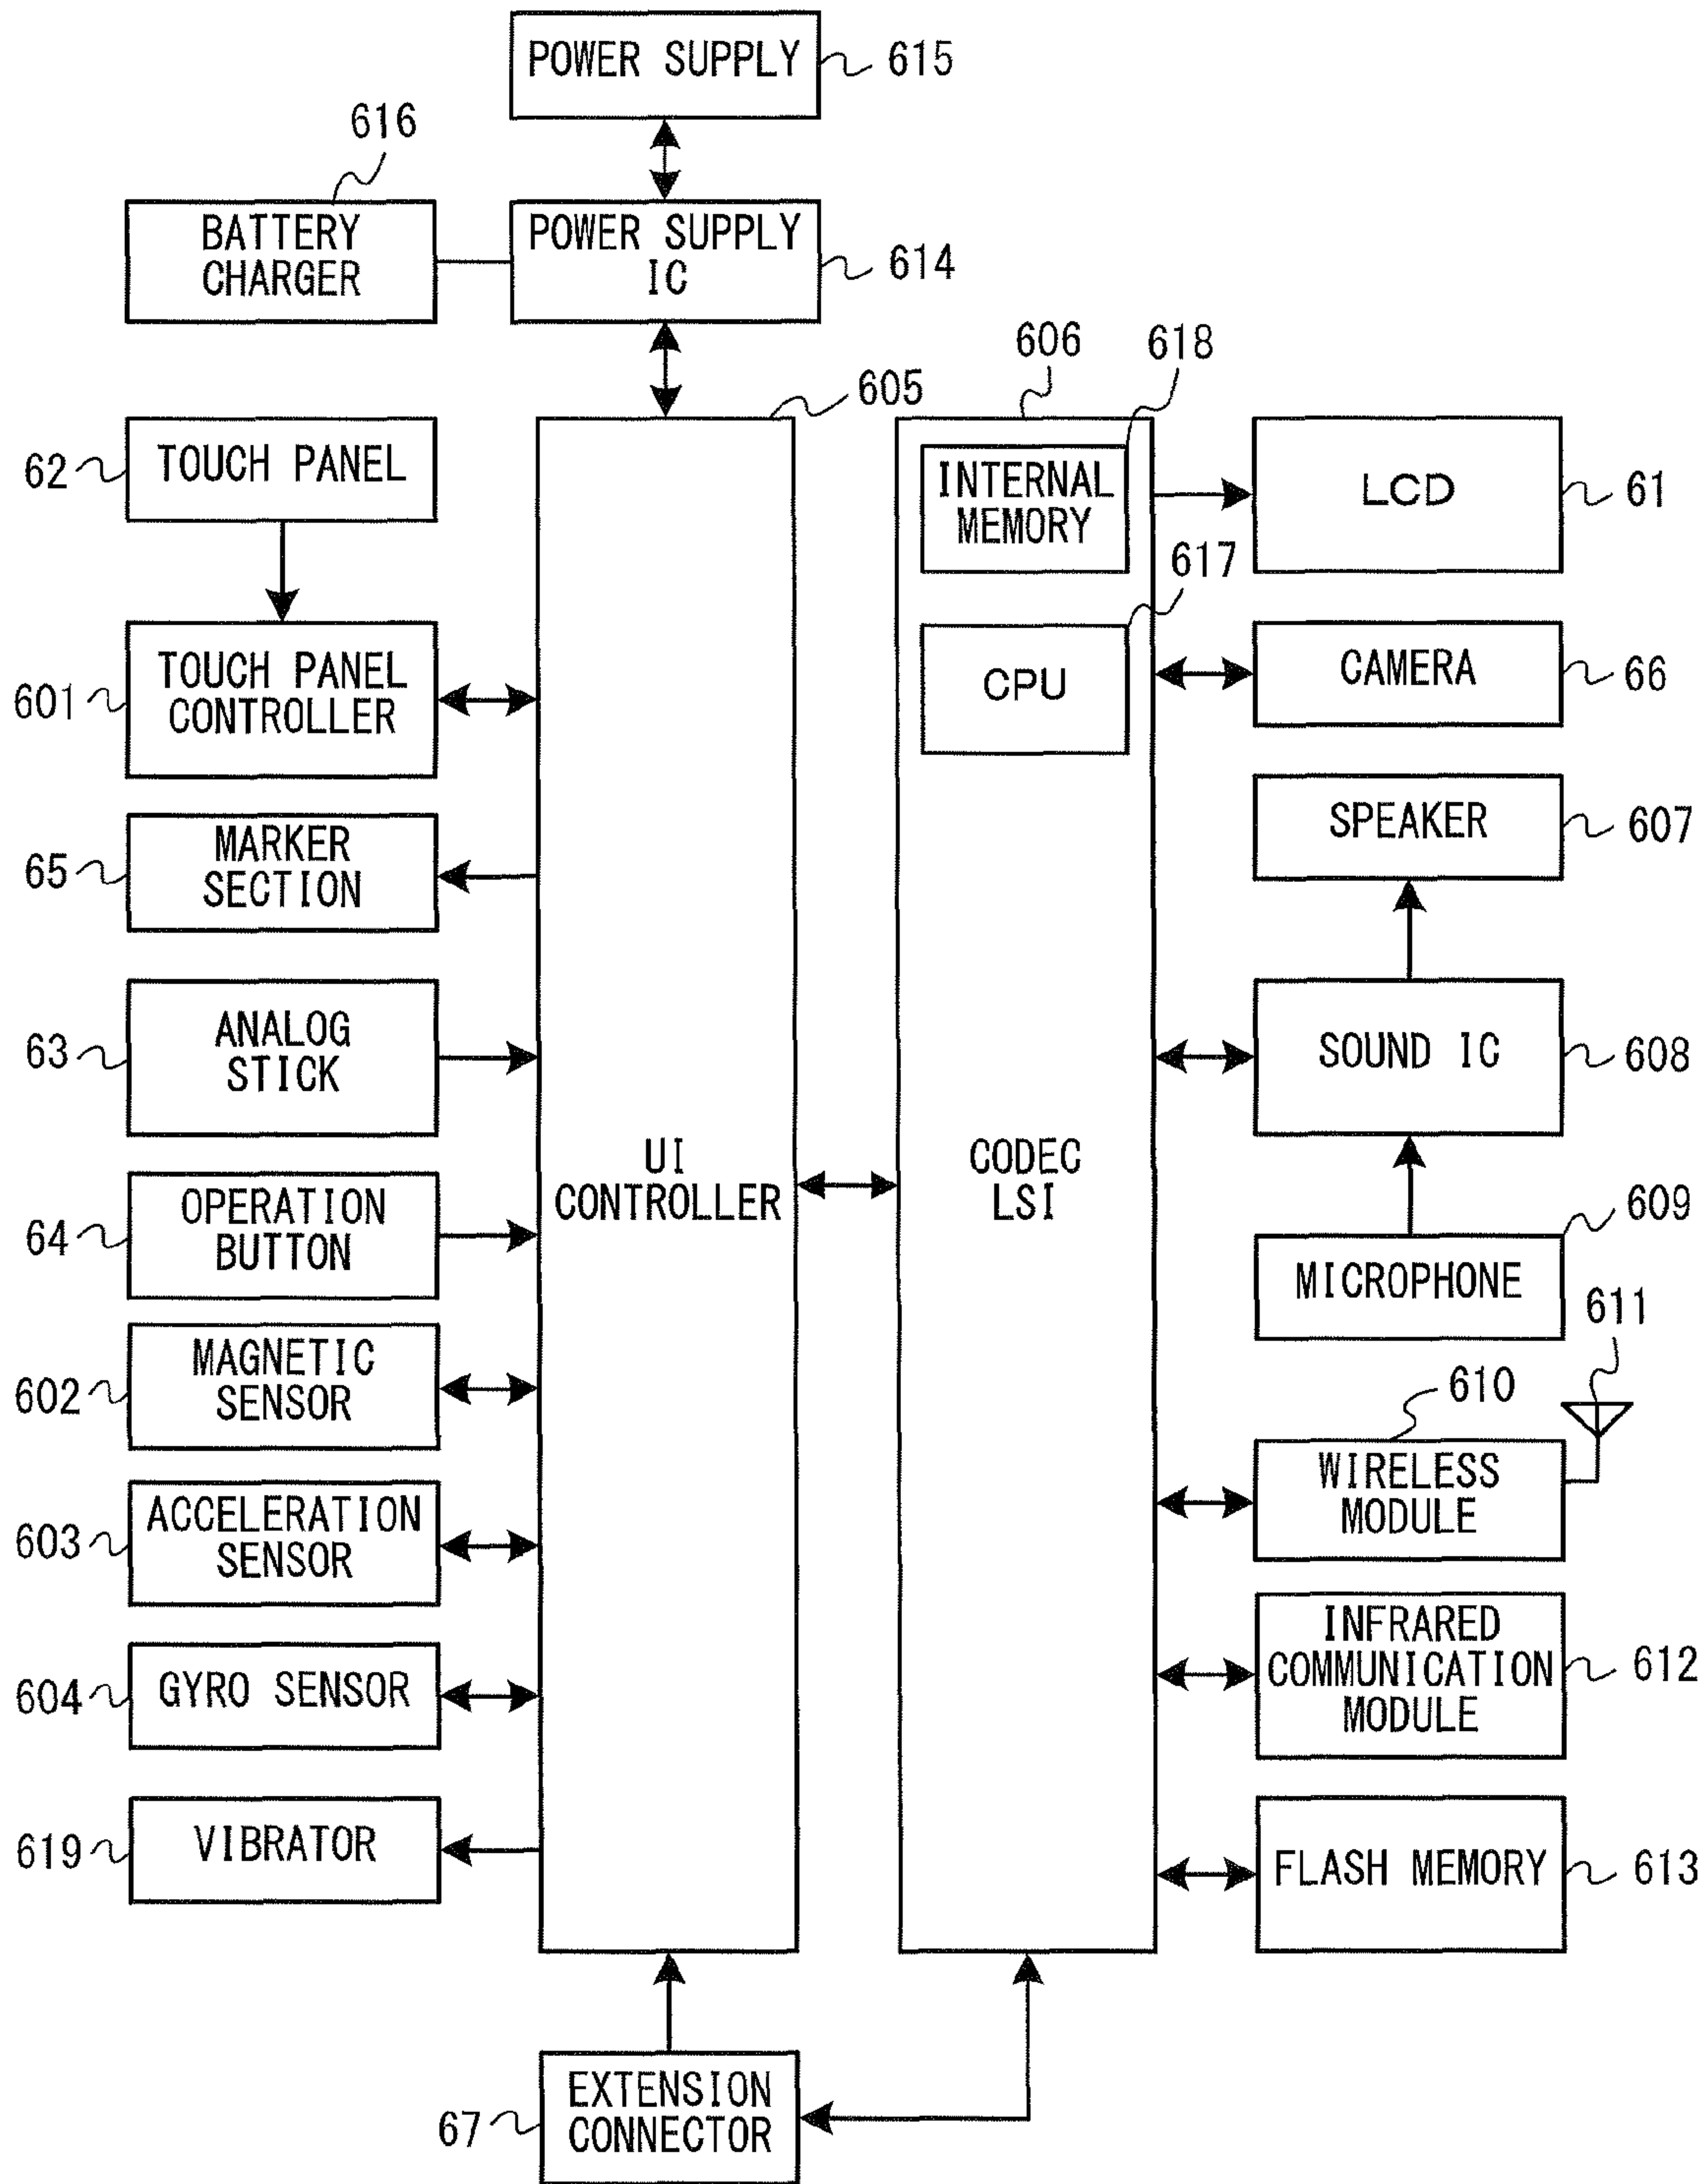 POWER SUPPLY
615
616
BATTERY
CHARGER
POWER SUPPLY
IC
614
605
606
618
62
TOUCH PANEL
INTERNAL
MEMORY
LCD
61
617
601
TOUCH PANEL
CONTROLLER
CPU
CAMERA
66
65
MARKER
SECTION
SPEAKER
607
63
ANALOG
STICK
SOUND IC
608
UI
CONTROLLER
CODEC
LSI
64
OPERATION
BUTTON
609
MICROPHONE
611
602
MAGNETIC
SENSOR
610
WIRELESS
MODULE
603
ACCELERATION
SENSOR
INFRARED
COMMUNICATION
MODULE
612
604
GYRO SENSOR
619
VIBRATOR
FLASH MEMORY
613
67
EXTENSION
CONNECTOR